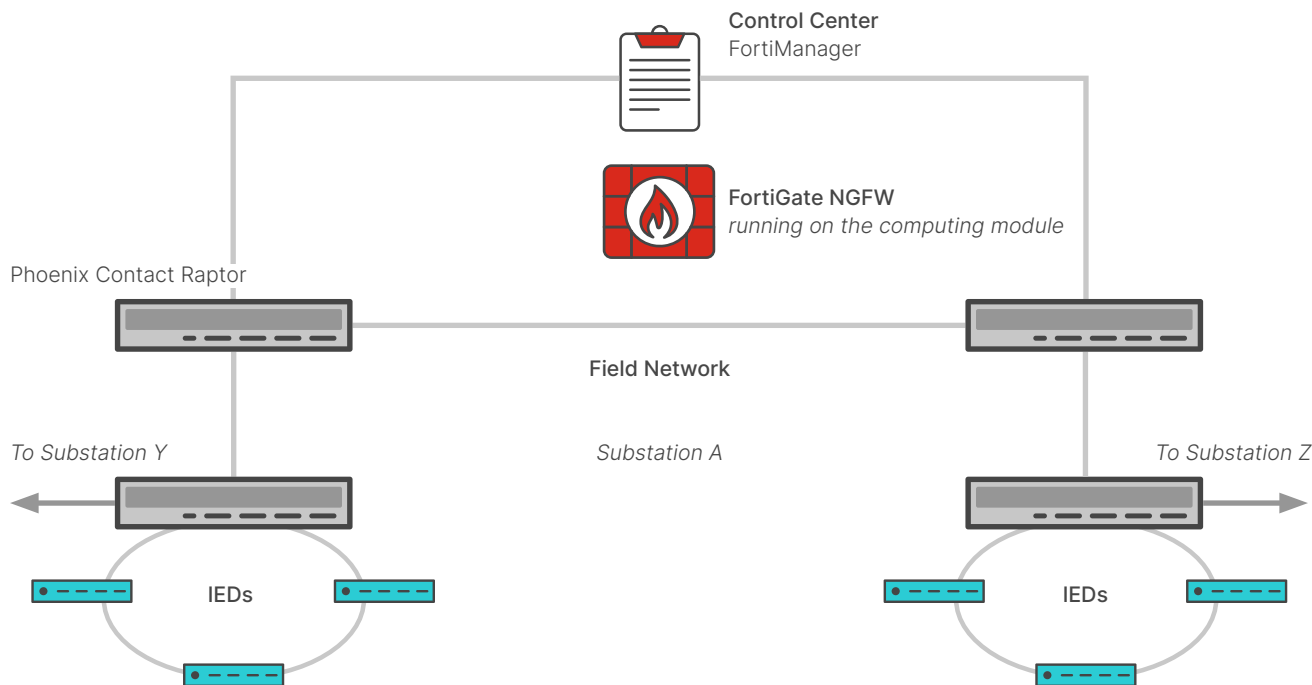 Control Center
FortiManager
FortiGate NGFW
running on the computing module
Phoenix Contact Raptor
Field Network
To Substation Y
Substation A
To Substation Z
IEDs
IEDs